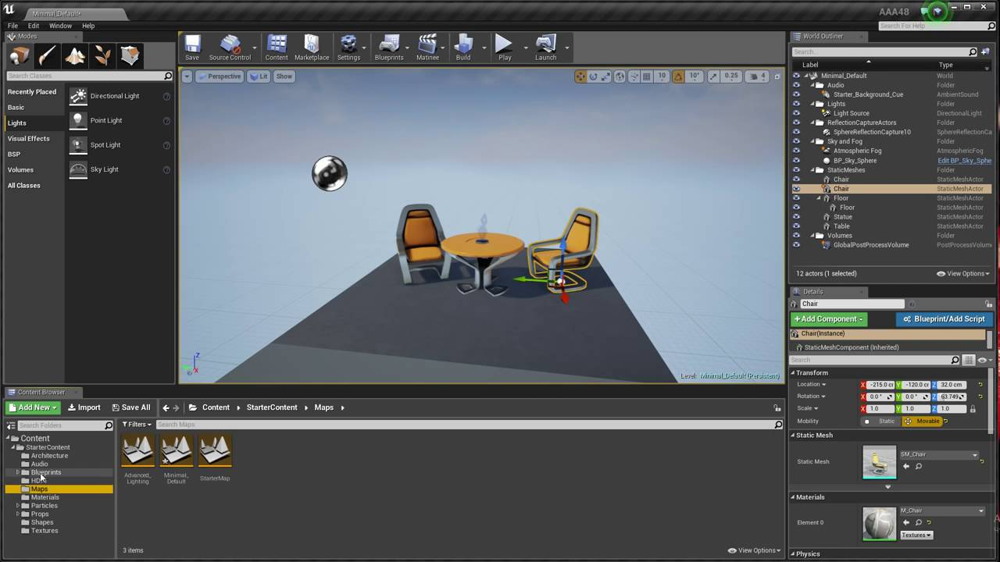 Minimal_Default*
AAA48
File Edit Window Help
Search For Help
Modes
Search Classes
Recently Placed
Basic
Lights
Visual Effects
BSP
Volumes
All Classes
Directional Light
Point Light
Spot Light
Sky Light
Save Source Control Content Marketplace Settings Blueprints Matinee Build Play Launch
Perspective Lit Show
10 10° 0.25 4
Z
X
Level: Minimal_Default (Persistent)
World Outliner
Search...
Label Type
Minimal_Default World
Audio Folder
Starter_Background_Cue AmbientSound
Lights Folder
Light Source DirectionalLight
ReflectionCaptureActors Folder
SphereReflectionCapture10 SphereReflectionCa
Sky and Fog Folder
Atmospheric Fog AtmosphericFog
BP_Sky_Sphere Edit BP_Sky_Sphe
StaticMeshes Folder
Chair StaticMeshActor
Chair StaticMeshActor
Floor StaticMeshActor
Floor StaticMeshActor
Statue StaticMeshActor
Table StaticMeshActor
Volumes Folder
GlobalPostProcessVolume PostProcessVolum
12 actors (1 selected) View Options
Details
Chair
+Add Component Blueprint/Add Script
Chair(Instance)
StaticMeshComponent (Inherited)
Search
Transform
Location X -215.0 cr Y -120.0 cr Z 32.0 cm
Rotation X 0.0 ° Y 0.0 ° Z 63.749
Scale X 1.0 Y 1.0 Z 1.0
Mobility Static Movable
Static Mesh
Static Mesh SM_Chair
Materials
Element 0 M_Chair
Textures
Physics
Content Browser
Add New Import Save All Content StarterContent Maps
Search Folders
Filters Search Maps
Content
StarterContent
Architecture
Audio
Blueprints
Maps
Materials
Particles
Props
Shapes
Textures
Advanced_
Lighting
Minimal_
Default
StarterMap
3 items View Options